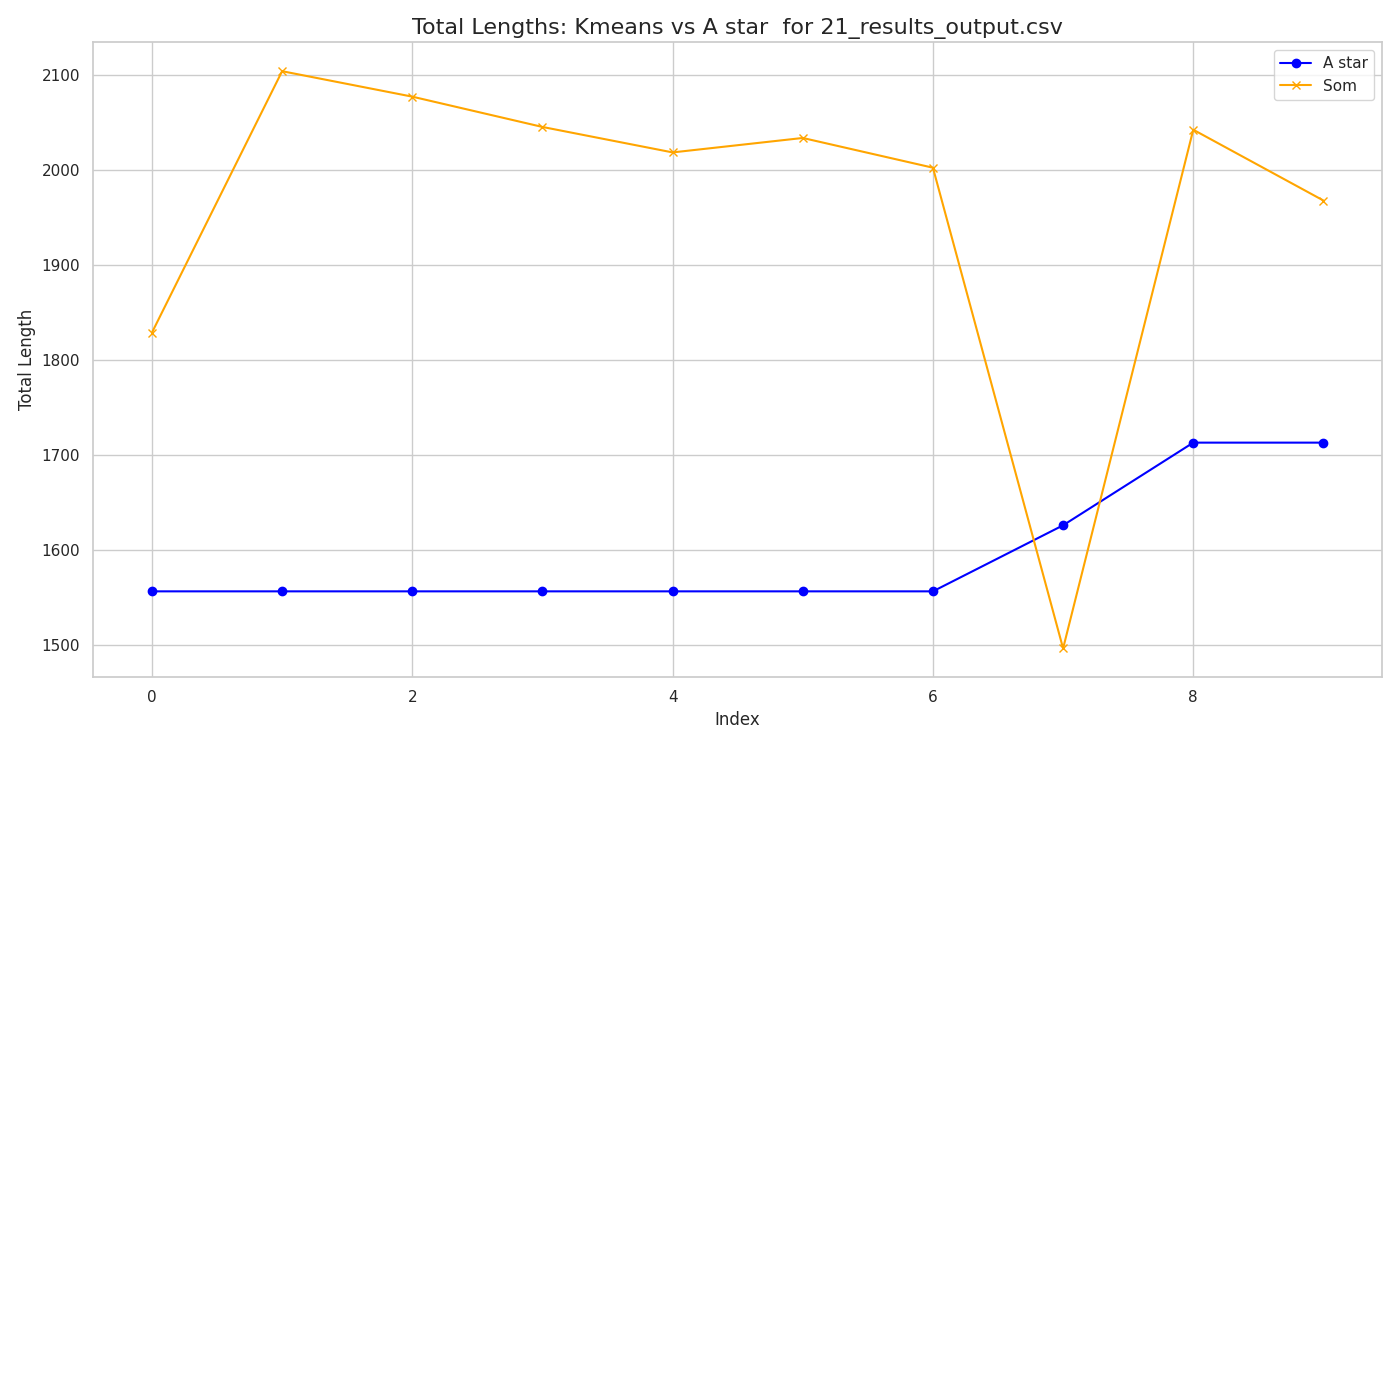 Total Lengths: Kmeans vs A star  for 21_results_output.csv
A star
Som
2100
2000
1900
1800
1700
1600
1500
Total Length
0
2
4
6
8
Index